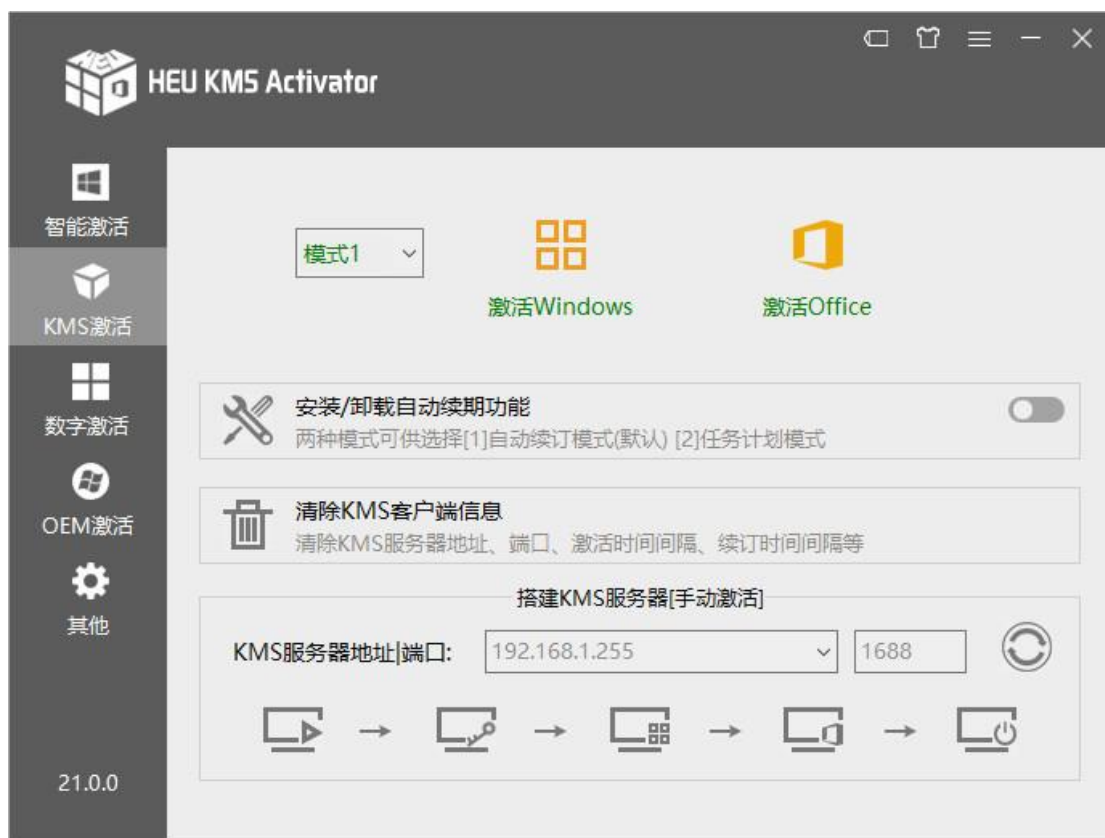 HEU KMS Activator
智能激活
KMS激活
数字激活
OEM激活
其他
21.0.0
模式1
激活Windows
激活Office
安装/卸载自动续期功能
两种模式可供选择[1]自动续订模式(默认) [2]任务计划模式
清除KMS客户端信息
清除KMS服务器地址、端口、激活时间间隔、续订时间间隔等
搭建KMS服务器[手动激活]
KMS服务器地址|端口: 192.168.1.255 1688